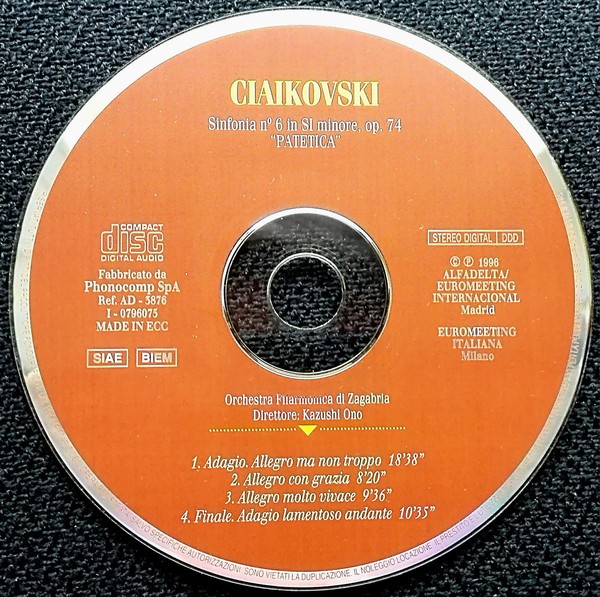 CIAIKOVSKI
Sinfonia nº 6 in SI minore, op. 74
"PATETICA"
COMPACT
disc
DIGITAL AUDIO
Fabbricato da
Phonocomp SpA
Ref. AD - 5876
I - 0796075
MADE IN ECC
SIAE BIEM
STEREO DIGITAL DDD
© ℗ 1996
ALFADELTA/
EUROMEETING
INTERNACIONAL
Madrid
EUROMEETING
ITALIANA
Milano
Orchestra Filarmonica di Zagabria
Direttore: Kazushi Ono
1. Adagio. Allegro ma non troppo 18'38"
2. Allegro con grazia 8'20"
3. Allegro molto vivace 9'36"
4. Finale. Adagio lamentoso andante 10'35"
SALVO SPECIFICHE AUTORIZZAZIONI SONO VIETATI LA DUPLICAZIONE, IL NOLEGGIO LOCAZIONE, IL PRESTITO